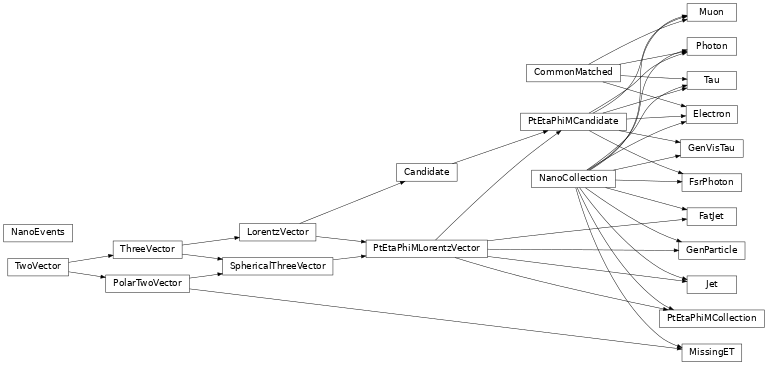 Muon
Photon
CommonMatched
Tau
Electron
PtEtaPhiMCandidate
GenVisTau
Candidate
NanoCollection
FsrPhoton
FatJet
NanoEvents
LorentzVector
ThreeVector
PtEtaPhiMLorentzVector
GenParticle
TwoVector
SphericalThreeVector
PolarTwoVector
Jet
PtEtaPhiMCollection
MissingET